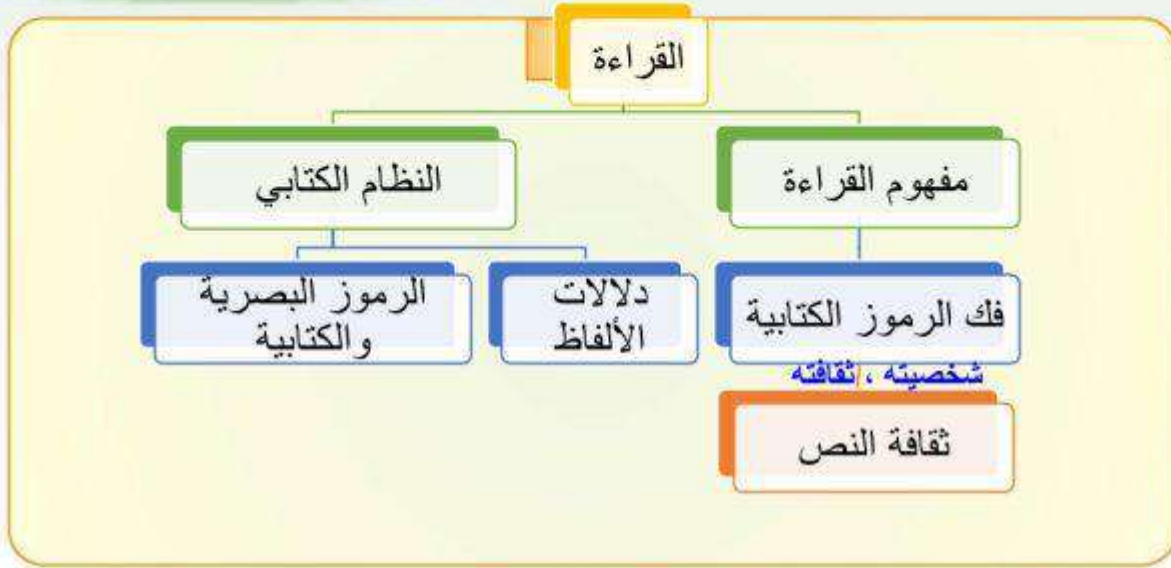 القراءة
مفهوم القراءة
النظام الكتابي
فك الرموز الكتابية
دلالات
الألفاظ
الرموز البصرية
والكتابية
شخصيته ، ثقافته
ثقافة النص